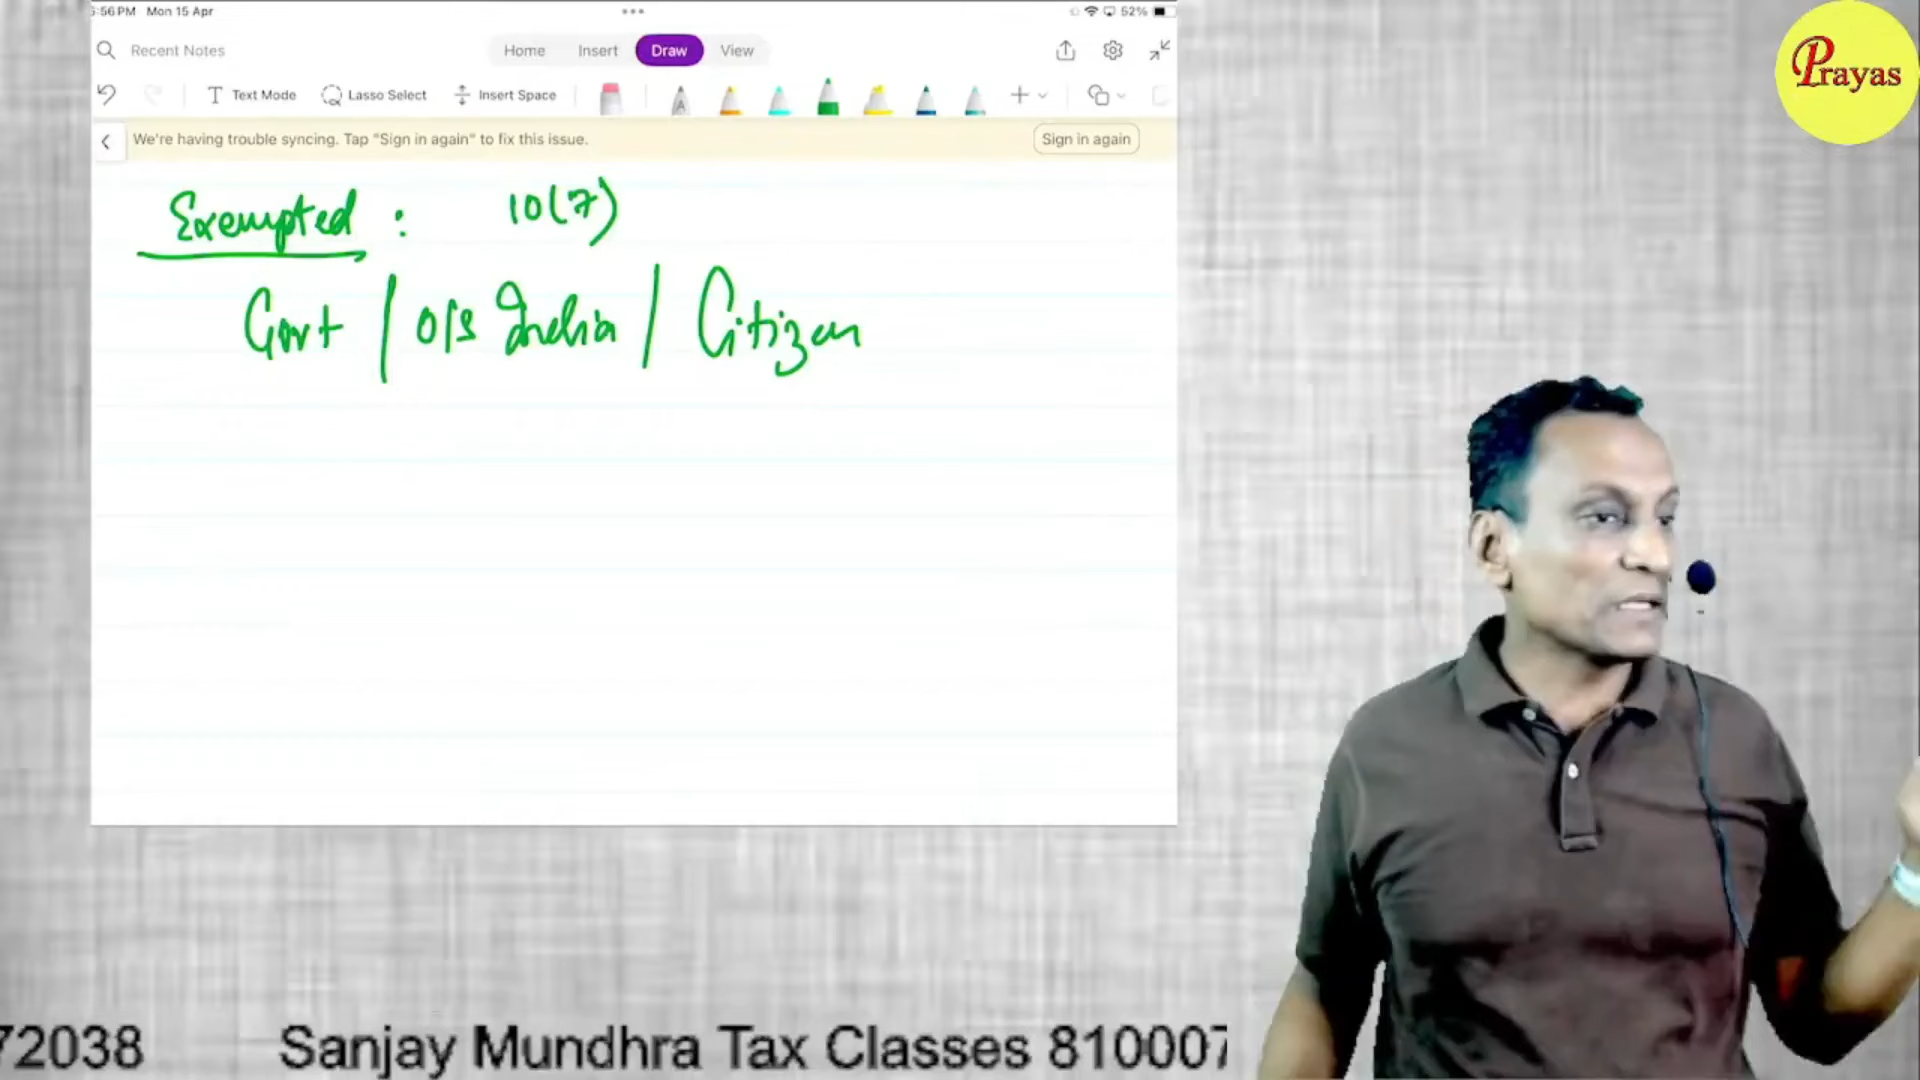 :56 PM Mon 15 Apr
52%
Recent Notes
Home Insert Draw View
Text Mode Lasso Select Insert Space
We're having trouble syncing. Tap "Sign in again" to fix this issue.
Sign in again
Prayas
Exempted : 10(7)
Govt / O/S India / Citizen
72038 Sanjay Mundhra Tax Classes 810007